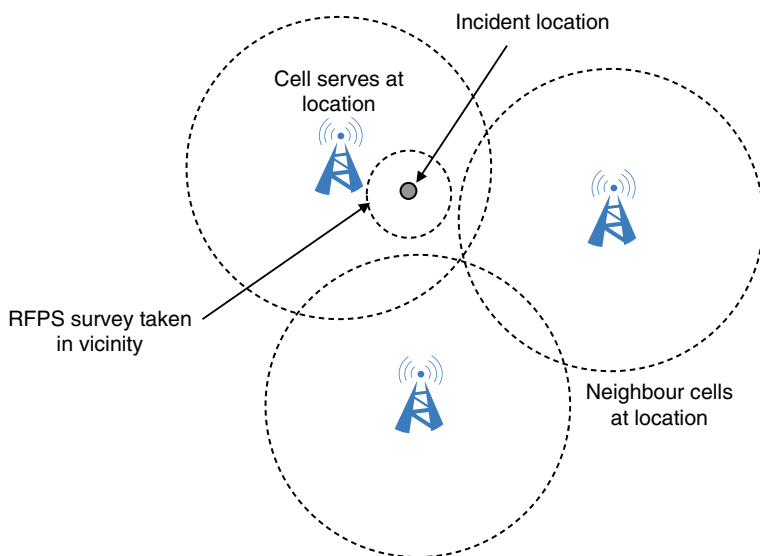 Incident location
Cell serves at
location
RFPS survey taken
in vicinity
Neighbour cells
at location